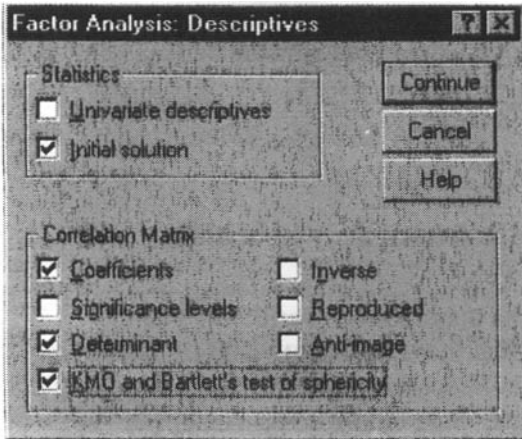 Factor Analysis: Descriptives
Statistics
Univariate descriptives
Initial solution
Continue
Cancel
Help
Correlation Matrix
Coefficients
Inverse
Significance levels
Reproduced
Determinant
Anti-image
KMO and Bartlett's test of sphericity